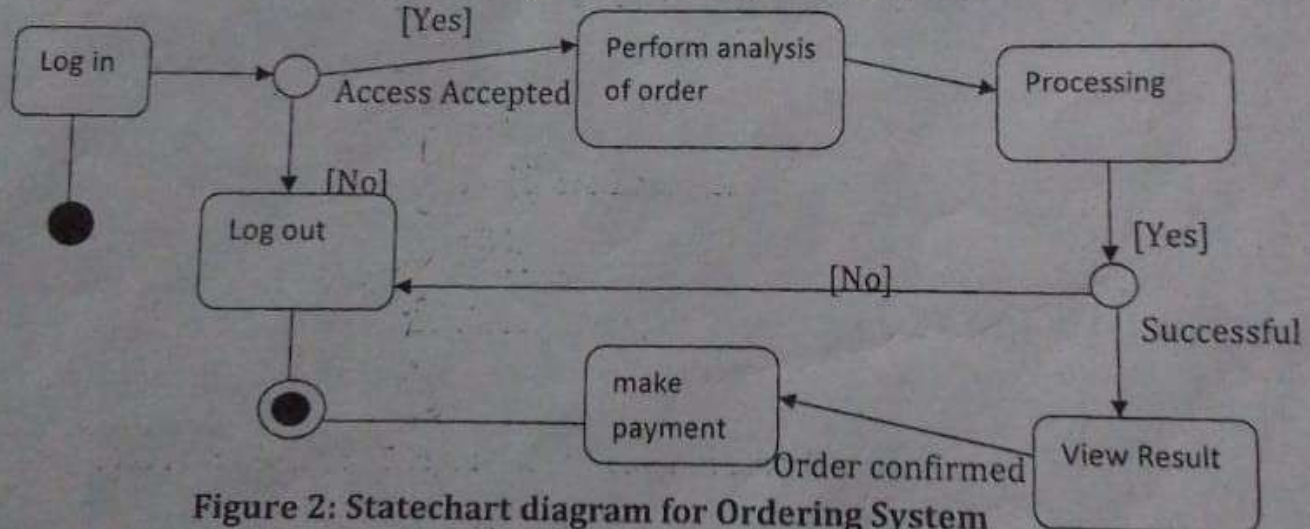 [Yes]
Log in
Access Accepted
Perform analysis
of order
Processing
[No]
Log out
[Yes]
[No]
Successful
make
payment
Order confirmed
View Result
Figure 2: Statechart diagram for Ordering System